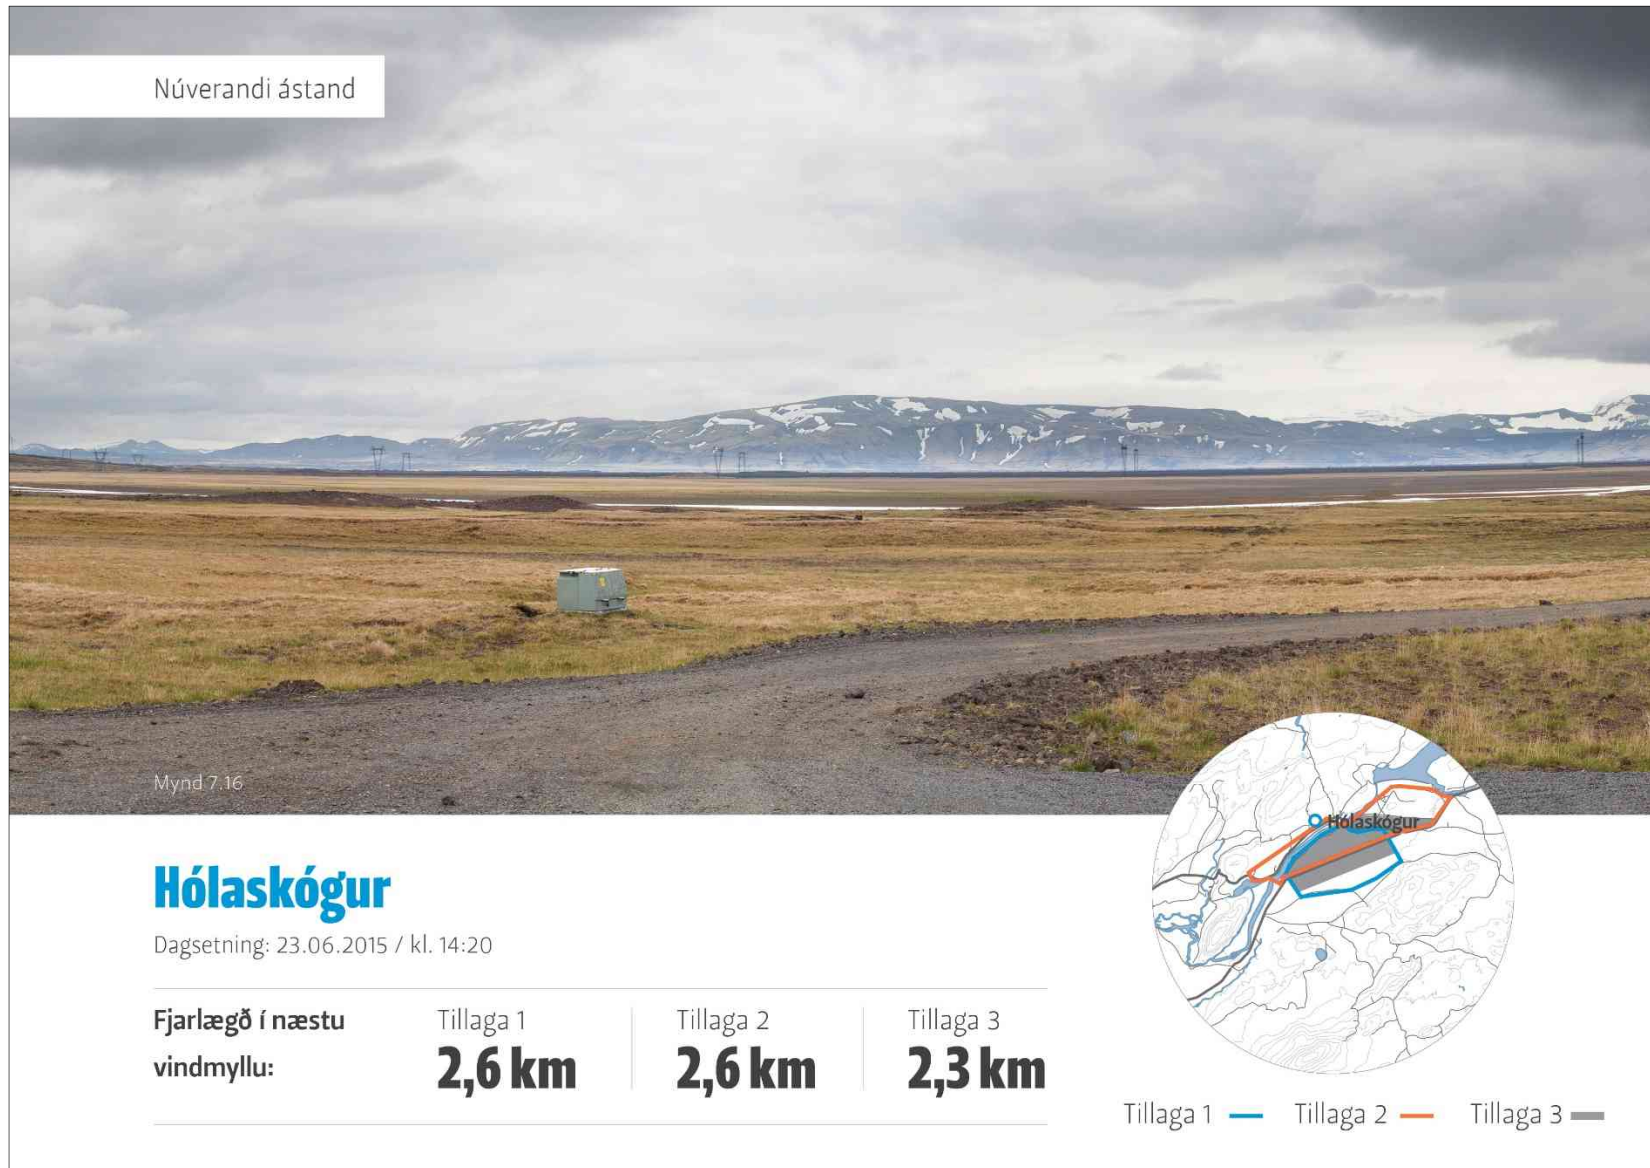 Núverandi ástand
Mynd 7.16
Hólaskógur
Hólaskógur
Dagsetning: 23.06.2015 / kl. 14:20
Fjarlægð í næstu
vindmyllu:
Tillaga 1
2,6 km
Tillaga 2
2,6 km
Tillaga 3
2,3 km
Tillaga 1
Tillaga 2
Tillaga 3